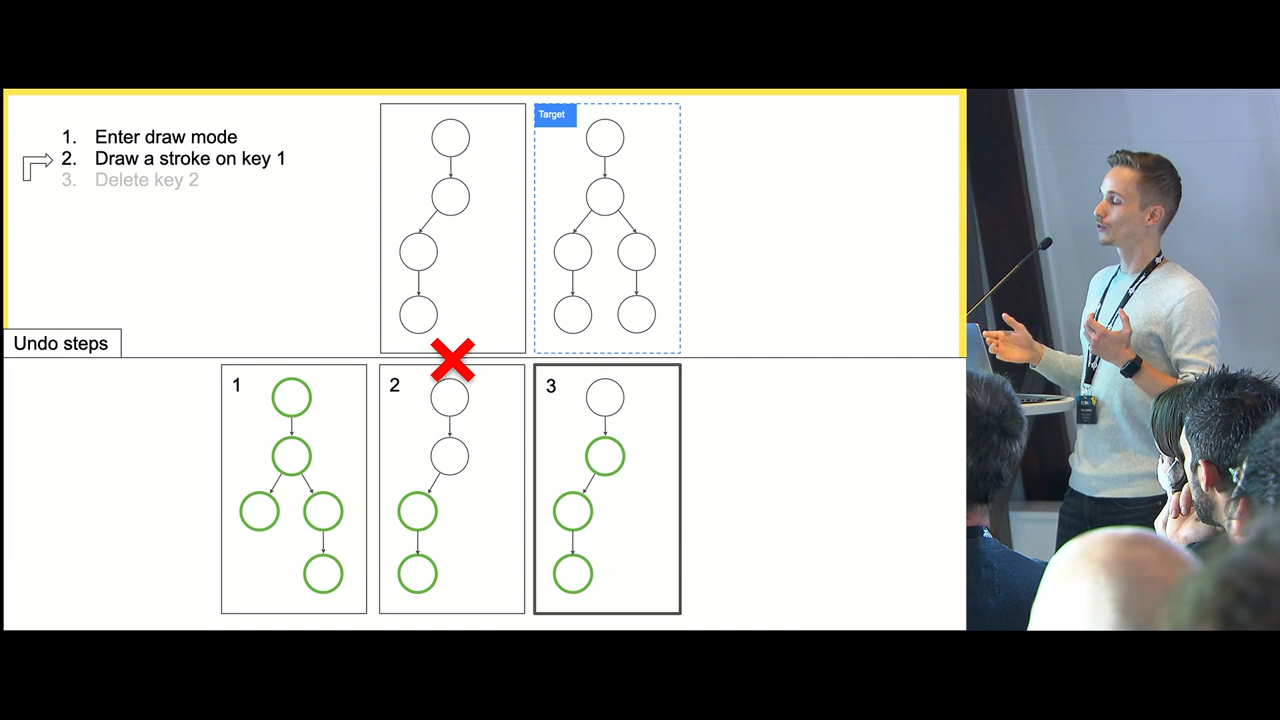 1. Enter draw mode
2. Draw a stroke on key 1
3. Delete key 2
Target
Undo steps
1
2
3